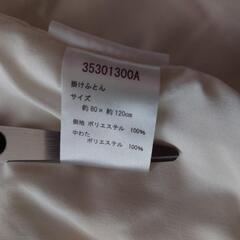 35301300A
掛けふとん
サイズ
約80×約120cm
側地 ポリエステル 100%
中わた
ポリエステル 100%